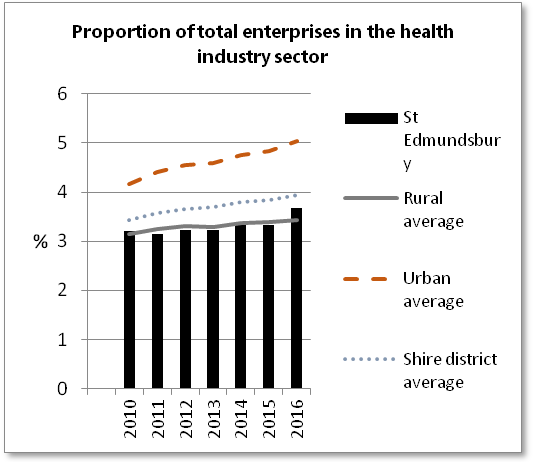 Proportion of total enterprises in the health
industry sector
6
5
4
3
2
1
0
%
2010
2011
2012
2013
2014
2015
2016
St
Edmundsbur
y
Rural
average
Urban
average
Shire district
average